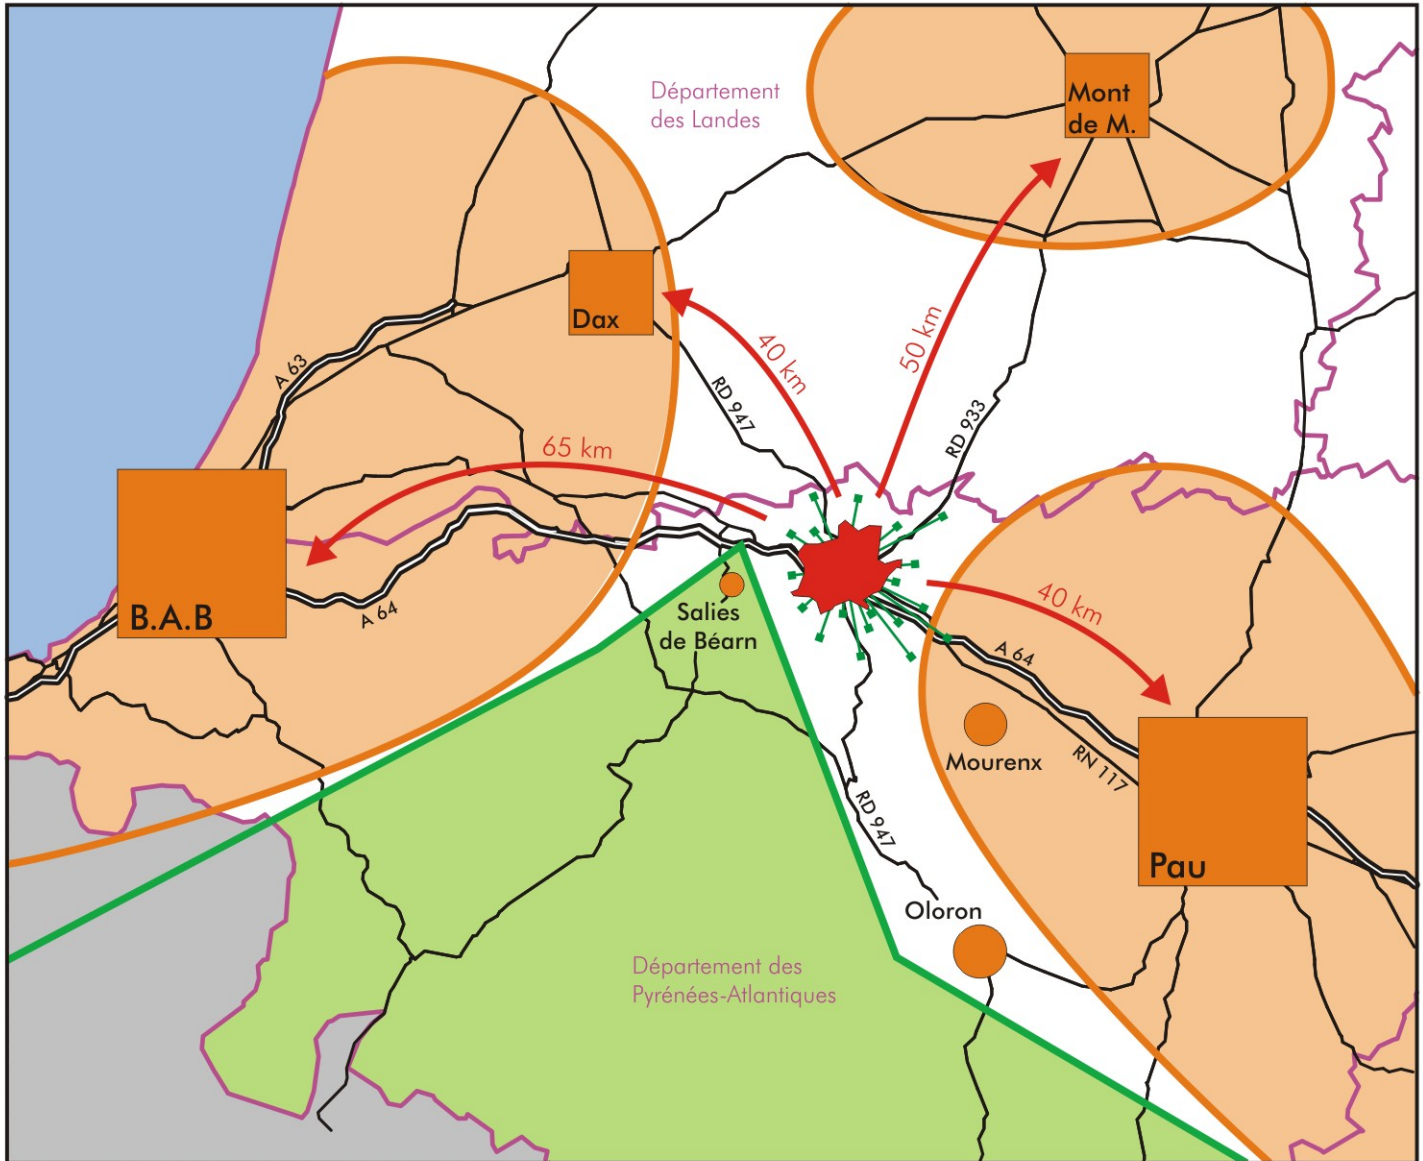 Département
des Landes
Mont
de M.
Dax
40 km
50 km
A 63
RD 947
RD 933
65 km
B.A.B
A 64
Salies
de Béarn
40 km
A 64
Mourenx
RN 117
RD 947
Pau
Oloron
Département des
Pyrénées-Atlantiques